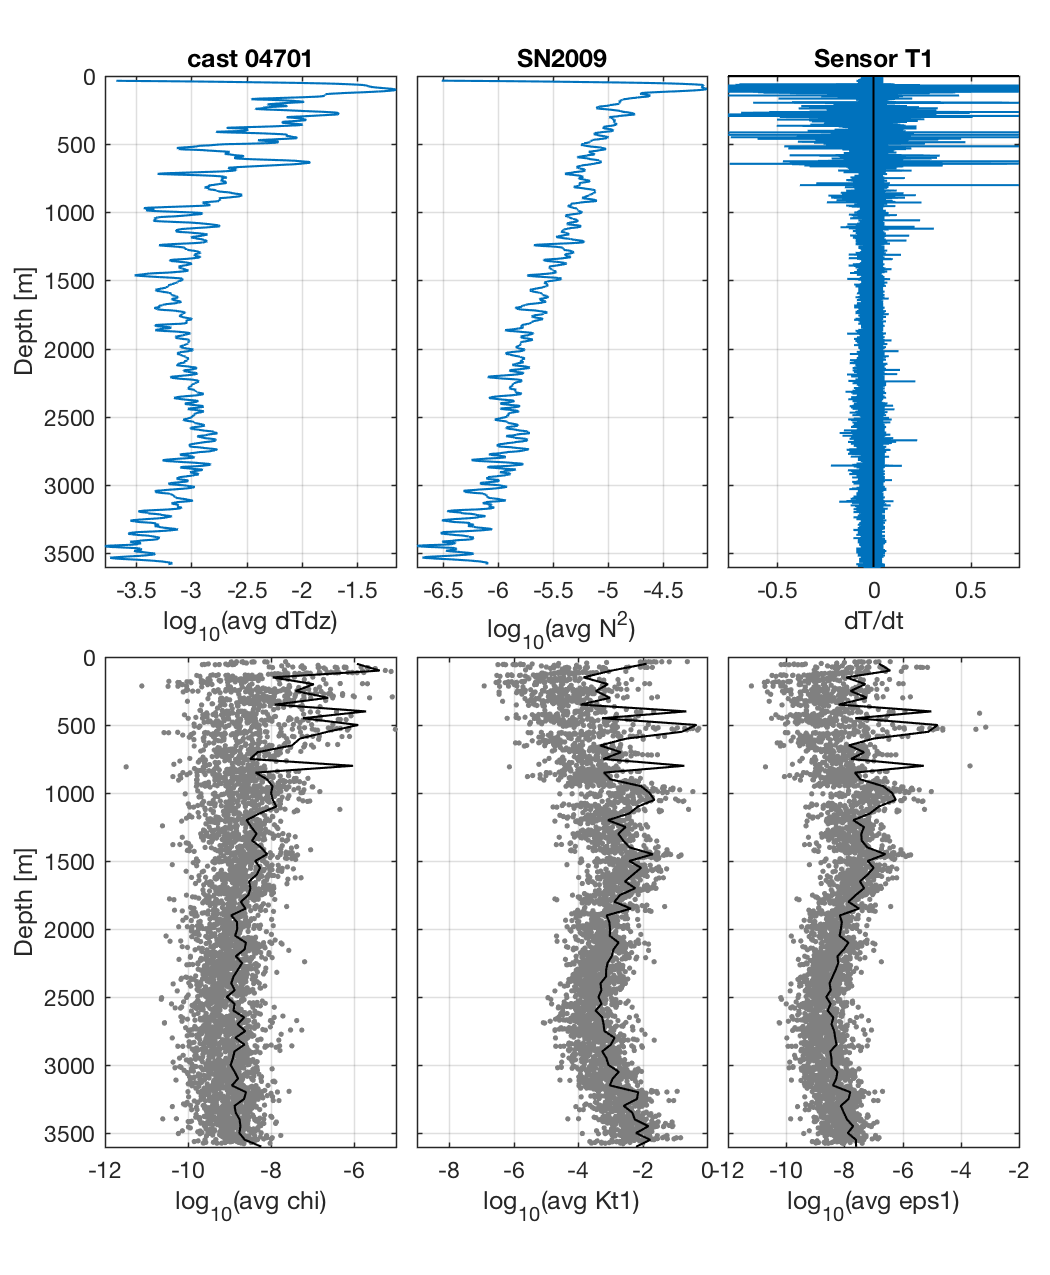 cast 04701 SN2009 Sensor T1
0
500
1000
1500
2000
2500
3000
3500
Depth [m]
-3.5 -3 -2.5 -2 -1.5 -6.5 -6 -5.5 -5 -4.5 -0.5 0 0.5
log10(avg dTdz) log10(avg N2) dT/dt
0
500
1000
1500
2000
2500
3000
3500
Depth [m]
-12 -10 -8 -6 -8 -6 -4 -2 0 -12 -10 -8 -6 -4 -2
log10(avg chi) log10(avg Kt1) log10(avg eps1)